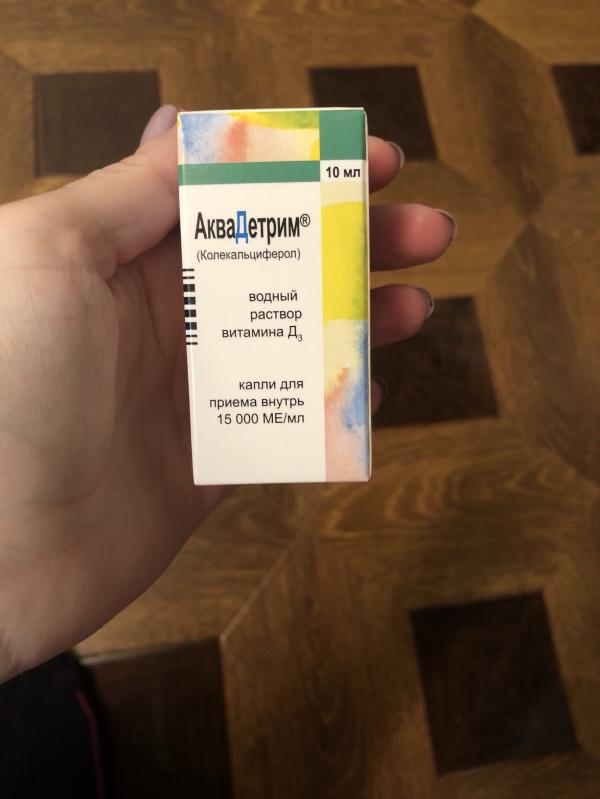 10 мл
АкваДетрим®
(Колекальциферол)
водный
раствор
витамина Д₃
капли для
приема внутрь
15 000 МЕ/мл